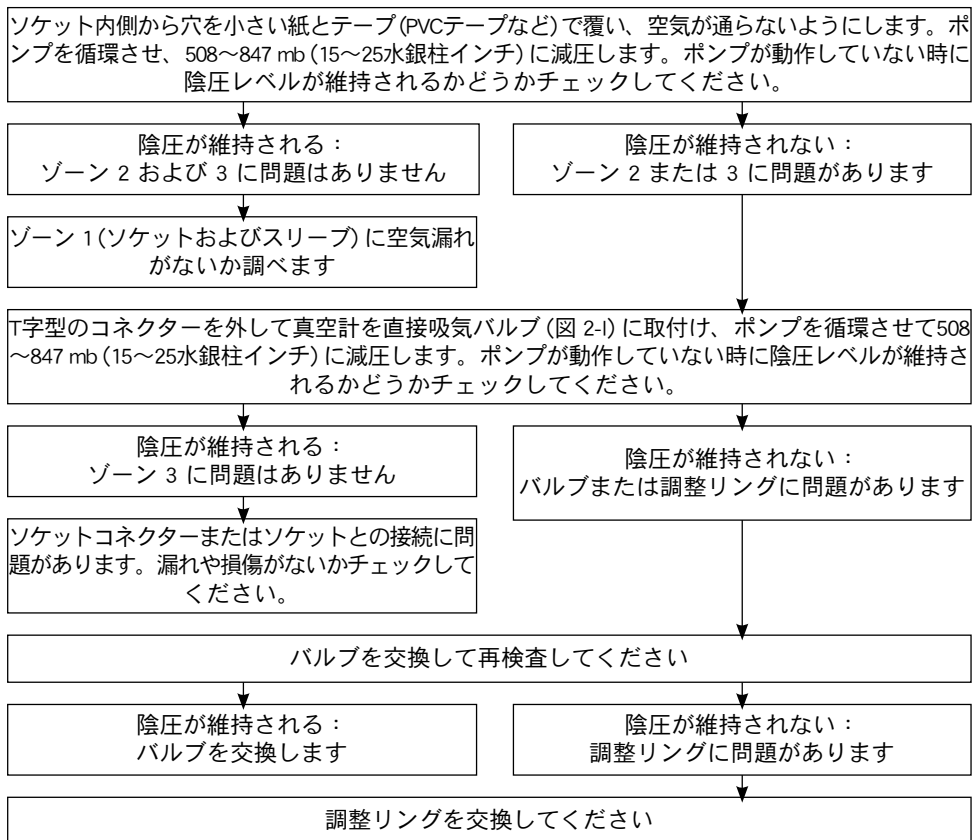 ソケット内側から穴を小さい紙とテープ(PVCテープなど)で覆い、空気が通らないようにします。ポ
ンプを循環させ、508～847 mb (15～25水銀柱インチ) に減圧します。ポンプが動作していない時に
陰圧レベルが維持されるかどうかチェックしてください。
陰圧が維持される：
ゾーン 2 および 3 に問題はありません
陰圧が維持されない：
ゾーン 2 または 3 に問題があります
ゾーン 1 (ソケットおよびスリーブ) に空気漏れ
がないか調べます
T字型のコネクターを外して真空計を直接吸気バルブ (図 2-I) に取付け、ポンプを循環させて508
～847 mb (15～25水銀柱インチ) に減圧します。ポンプが動作していない時に陰圧レベルが維持さ
れるかどうかチェックしてください。
陰圧が維持される：
ゾーン 3 に問題はありません
陰圧が維持されない：
バルブまたは調整リングに問題があります
ソケットコネクターまたはソケットとの接続に問
題があります。漏れや損傷がないかチェックして
ください。
バルブを交換して再検査してください
陰圧が維持される：
バルブを交換します
陰圧が維持されない：
調整リングに問題があります
調整リングを交換してください